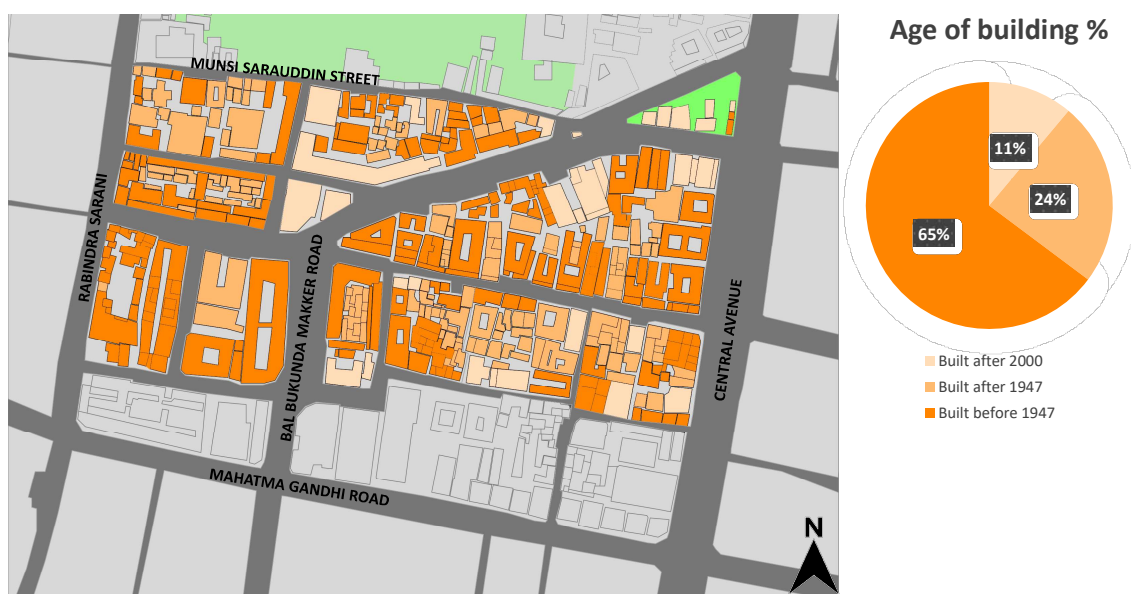 Age of building %
MUNSI SARAUDDIN STREET
RABINDRA SARANI
BAL BUKUNDA MAKKER ROAD
CENTRAL AVENUE
MAHATMA GANDHI ROAD
N
11%
24%
65%
Built after 2000
Built after 1947
Built before 1947